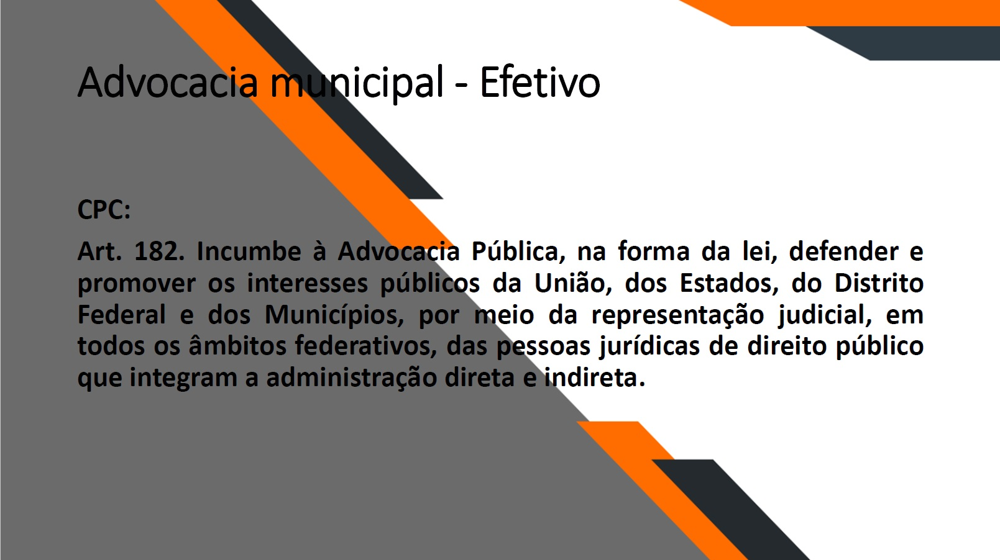 Advocacia municipal - Efetivo
CPC:
Art. 182. Incumbe à Advocacia Pública, na forma da lei, defender e
promover os interesses públicos da União, dos Estados, do Distrito
Federal e dos Municípios, por meio da representação judicial, em
todos os âmbitos federativos, das pessoas jurídicas de direito público
que integram a administração direta e indireta.